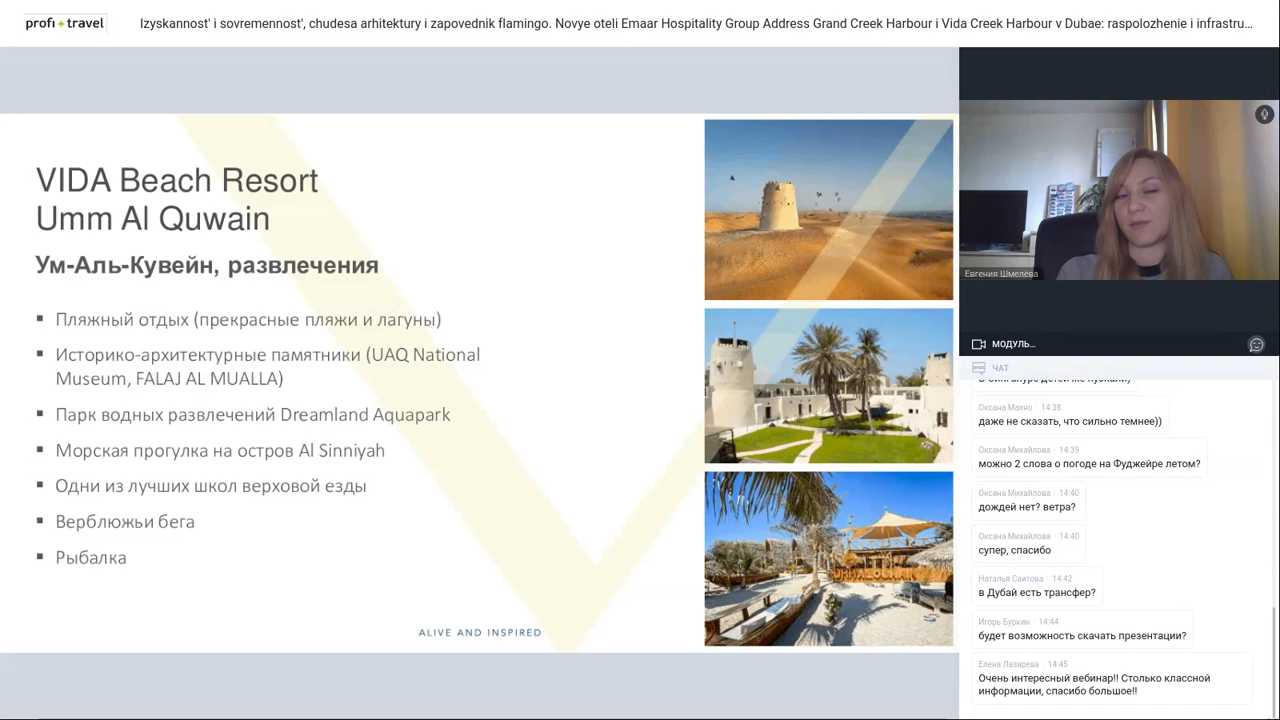 profi+travel
Izyskannost' i sovremennost', chudesa arhitektury i zapovednik flamingo. Novye oteli Emaar Hospitality Group Address Grand Creek Harbour i Vida Creek Harbour v Dubae: raspolozhenie i infrastru...
VIDA Beach Resort
Umm Al Quwain
Ум-Аль-Кувейн, развлечения
▪ Пляжный отдых (прекрасные пляжи и лагуны)
▪ Историко-архитектурные памятники (UAQ National
Museum, FALAJ AL MUALLA)
▪ Парк водных развлечений Dreamland Aquapark
▪ Морская прогулка на остров Al Sinniyah
▪ Одни из лучших школ верховой езды
▪ Верблюжьи бега
▪ Рыбалка
ALIVE AND INSPIRED
Евгения Шмелёва
МОДУЛЬ...
ЧАТ
Оксана Махно 14:38
даже не сказать, что сильно темнее))
Оксана Михайлова 14:39
можно 2 слова о погоде на Фуджейре летом?
Оксана Михайлова 14:40
дождей нет? ветра?
Оксана Михайлова 14:40
супер, спасибо
Наталья Саитова 14:42
в Дубай есть трансфер?
Игорь Буркин 14:44
будет возможность скачать презентации?
Елена Лазарева 14:45
Очень интересный вебинар!! Столько классной
информации, спасибо большое!!